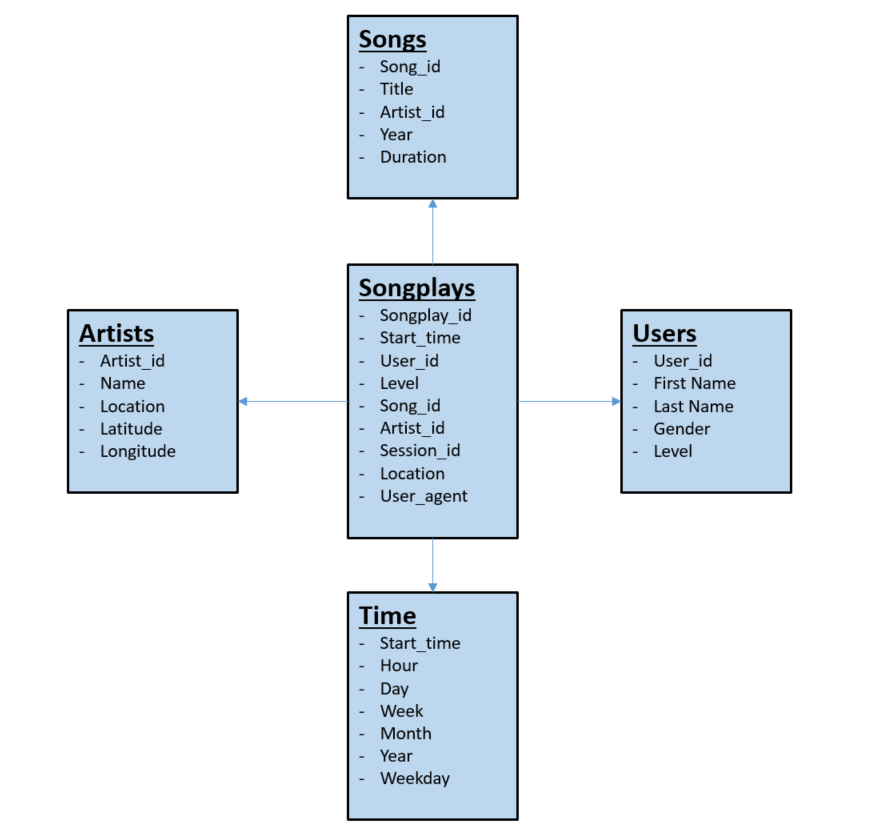 Songs
- Song_id
- Title
- Artist_id
- Year
- Duration
Artists
- Artist_id
- Name
- Location
- Latitude
- Longitude
Songplays
- Songplay_id
- Start_time
- User_id
- Level
- Song_id
- Artist_id
- Session_id
- Location
- User_agent
Users
- User_id
- First Name
- Last Name
- Gender
- Level
Time
- Start_time
- Hour
- Day
- Week
- Month
- Year
- Weekday